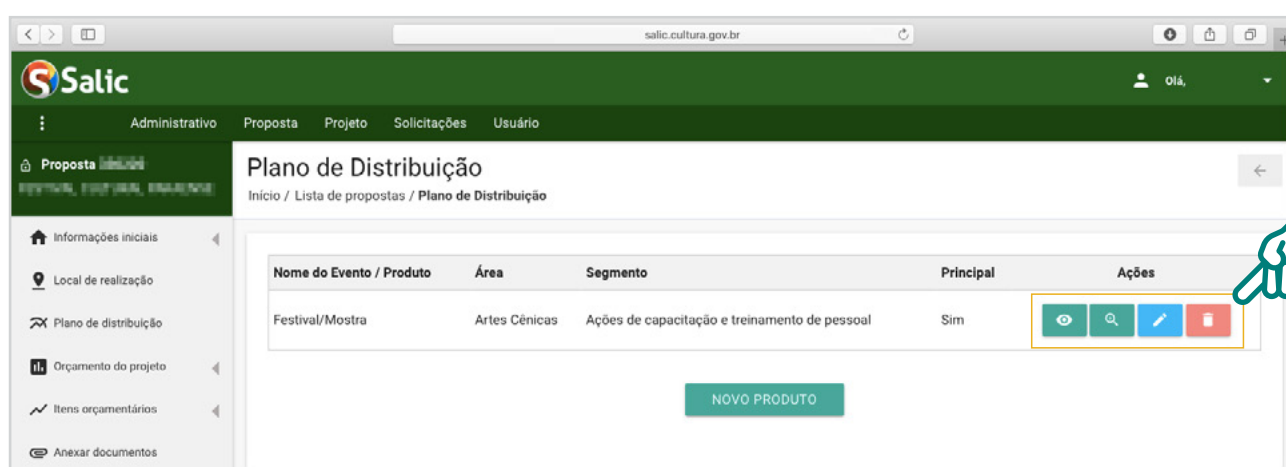 salic.cultura.gov.br
Salic
Olá,
Administrativo Proposta Projeto Solicitações Usuário
Proposta
Plano de Distribuição
Início / Lista de propostas / Plano de Distribuição
Informações iniciais
Local de realização
Plano de distribuição
Orçamento do projeto
Itens orçamentários
Anexar documentos
Nome do Evento / Produto Área Segmento Principal Ações
Festival/Mostra Artes Cênicas Ações de capacitação e treinamento de pessoal Sim
NOVO PRODUTO